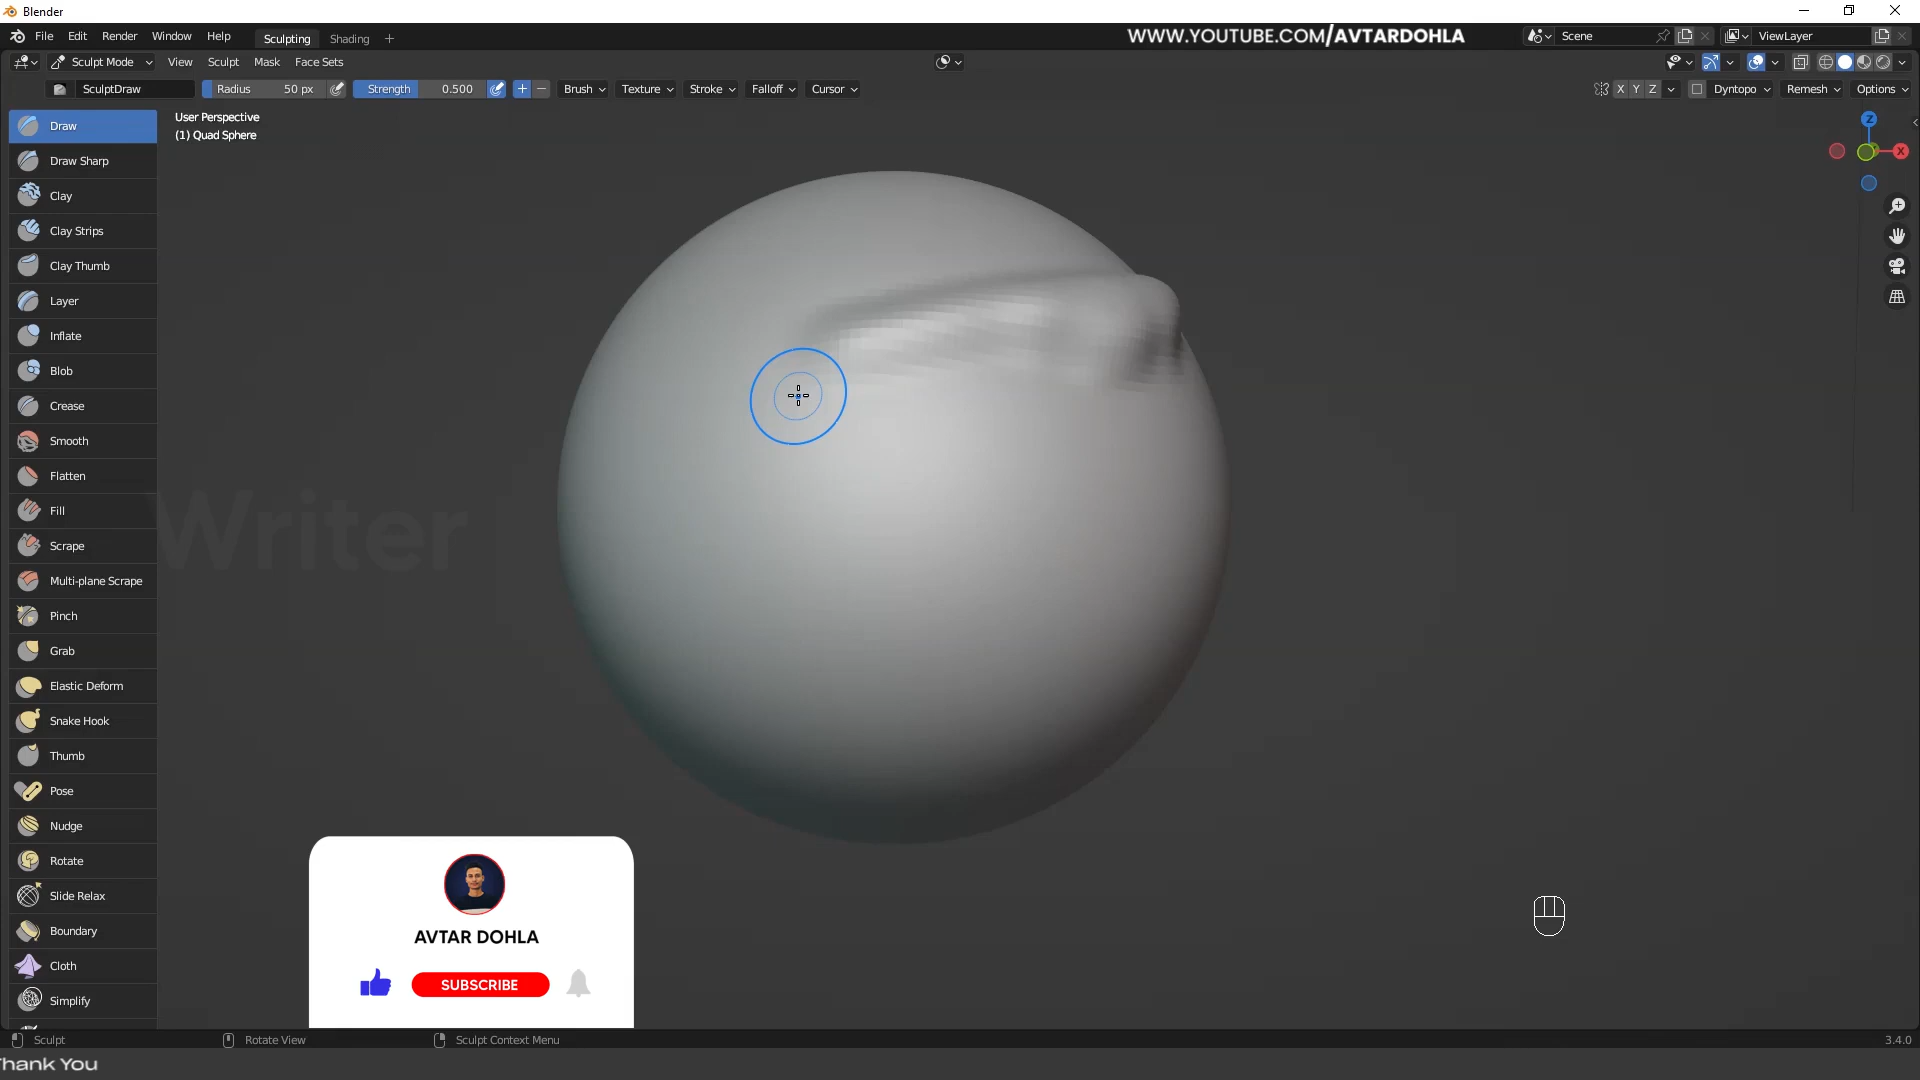 Blender
File Edit Render Window Help Sculpting Shading + WWW.YOUTUBE.COM/AVTARDOHLA Scene ViewLayer
Sculpt Mode View Sculpt Mask Face Sets
SculptDraw Radius 50 px Strength 0.500 + − Brush Texture Stroke Falloff Cursor X Y Z Dyntopo Remesh Options
User Perspective
(1) Quad Sphere
Z
X
Draw
Draw Sharp
Clay
Clay Strips
Clay Thumb
Layer
Inflate
Blob
Crease
Smooth
Flatten
Fill
Scrape
Multi-plane Scrape
Pinch
Grab
Elastic Deform
Snake Hook
Thumb
Pose
Nudge
Rotate
Slide Relax
Boundary
Cloth
Simplify
Writer
AVTAR DOHLA
SUBSCRIBE
Sculpt Rotate View Sculpt Context Menu 3.4.0
Thank You